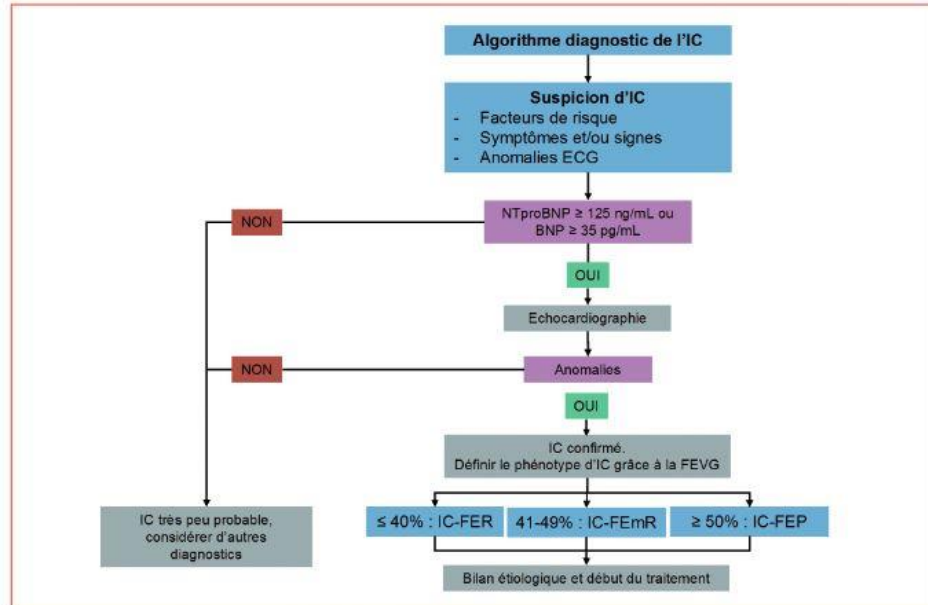 Algorithme diagnostic de l'IC
Suspicion d'IC
- Facteurs de risque
- Symptômes et/ou signes
- Anomalies ECG
NON
NTproBNP ≥ 125 ng/mL ou
BNP ≥ 35 pg/mL
OUI
Echocardiographie
NON
Anomalies
OUI
IC confirmé.
Définir le phénotype d'IC grâce à la FEVG
IC très peu probable,
considérer d'autres
diagnostics
≤ 40% : IC-FER
41-49% : IC-FEmR
≥ 50% : IC-FEP
Bilan étiologique et début du traitement